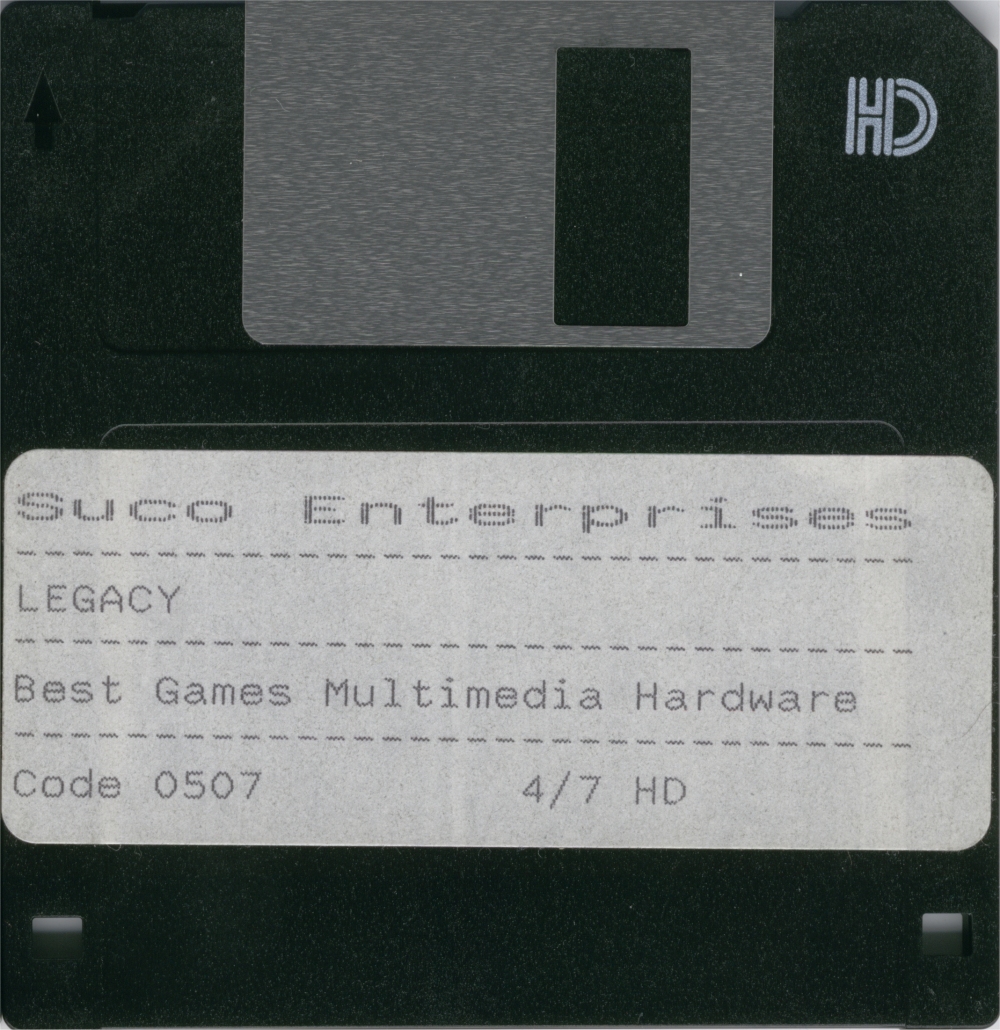 HD
Suco Enterprises
LEGACY
Best Games Multimedia Hardware
Code 0507 4/7 HD